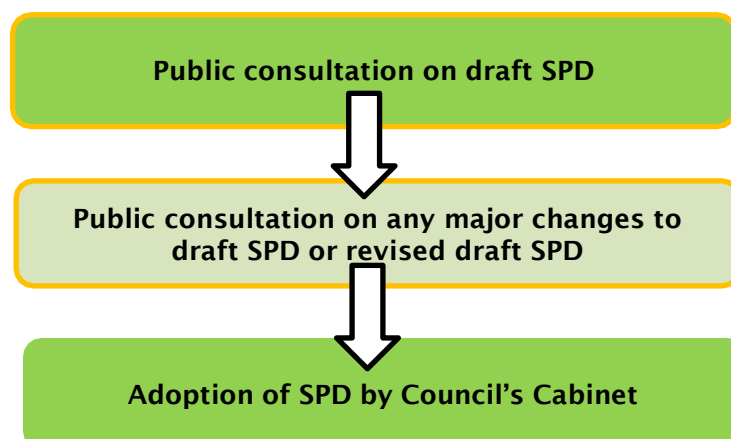 Public consultation on draft SPD
Public consultation on any major changes to
draft SPD or revised draft SPD
Adoption of SPD by Council’s Cabinet